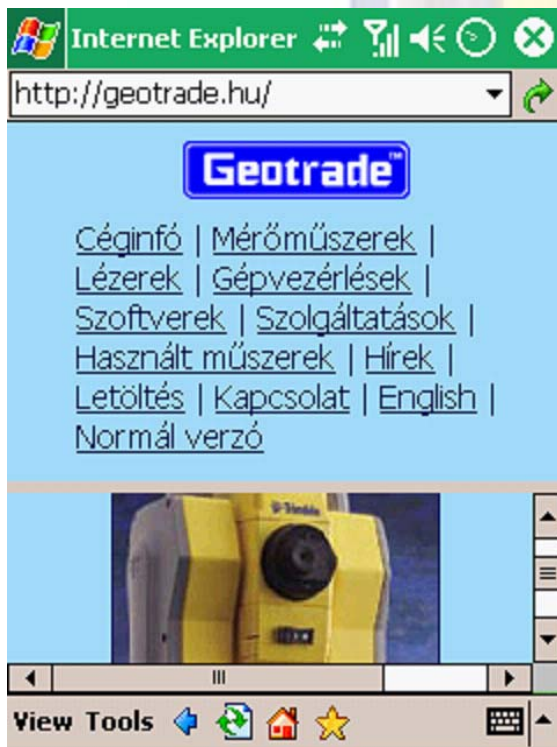 Internet Explorer
http://geotrade.hu/
Geotrade™
Céginfó | Mérőműszerek |
Lézerek | Gépvezérlések |
Szoftverek | Szolgáltatások |
Használt műszerek | Hírek |
Letöltés | Kapcsolat | English |
Normál verzó
Trimble
View Tools